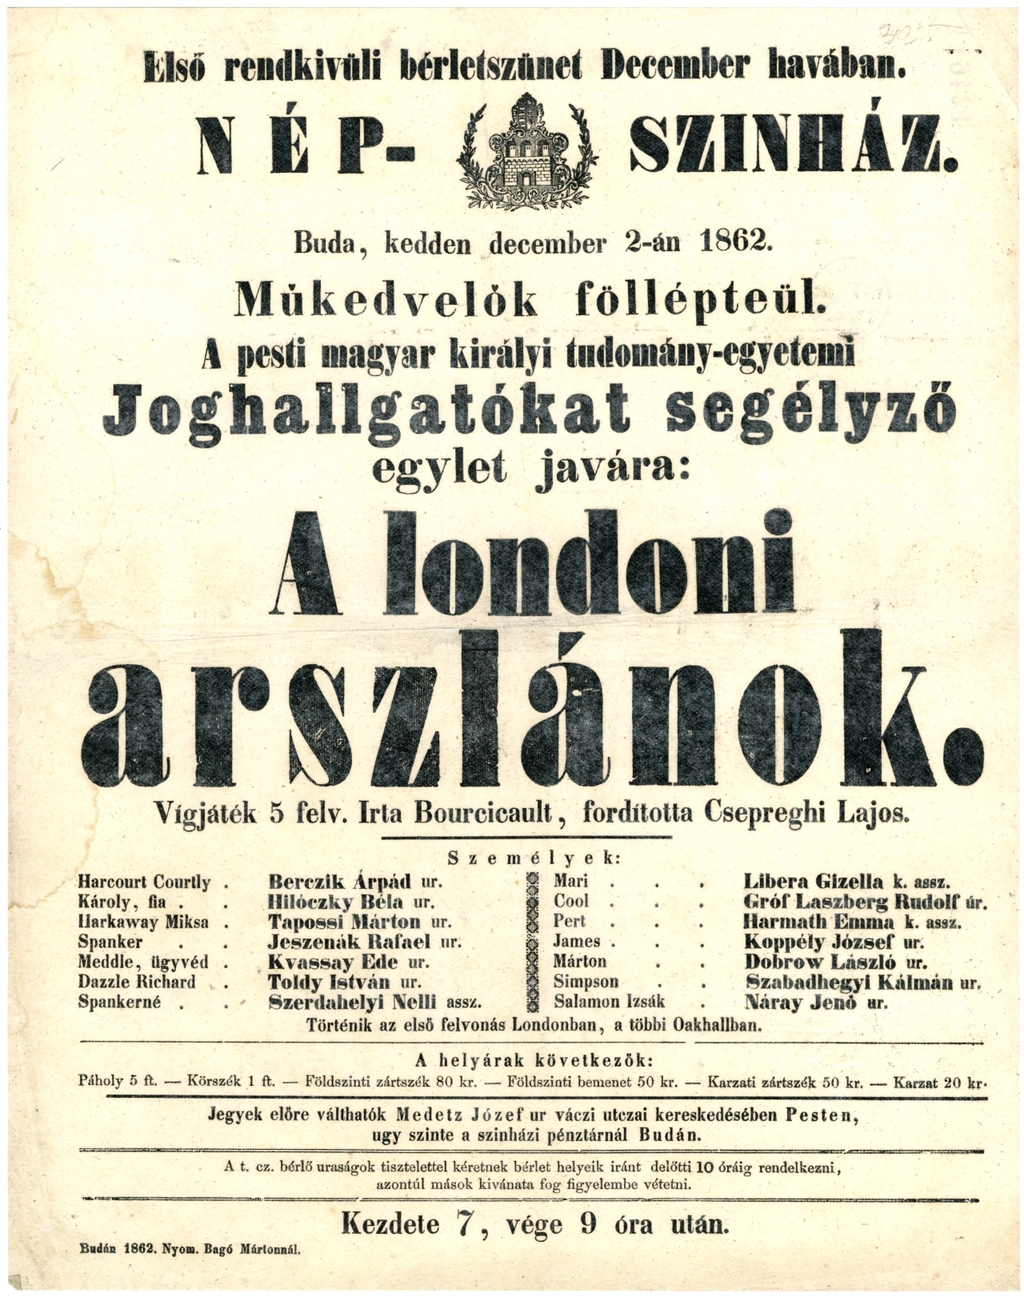 Első rendkivüli bérletszünet December havában.
NÉP- SZINHÁZ.
Buda, kedden december 2-án 1862.
Műkedvelők föllépteül.
A pesti magyar királyi tudomány-egyetemi
Joghallgatókat segélyző
egylet javára:
A londoni
arszlánok.
Vígjáték 5 felv. Irta Bourcicault, fordította Csepreghi Lajos.
Személyek:
Harcourt Courtly . Berczik Árpád ur.
Károly, fia . . Hilóczky Béla ur.
Harkaway Miksa . Tapossi Márton ur.
Spanker . . Jeszenák Rafael ur.
Meddle, ügyvéd . Kvassay Ede ur.
Dazzle Richard . Toldy István ur.
Spankerné . . Szerdahelyi Nelli assz.
Mari . . . Libera Gizella k. assz.
Cool . . . Gróf Laszberg Rudolf úr.
Pert . . . Harmath Emma k. assz.
James . . . Koppély József ur.
Márton . . Dobrow László ur.
Simpson . . Szabadhegyi Kálmán ur.
Salamon Izsák . Náray Jenő ur.
Történik az első felvonás Londonban, a többi Oakhallban.
A helyárak következők:
Páholy 5 ft. — Körszék 1 ft. — Földszinti zártszék 80 kr. — Földszinti bemenet 50 kr. — Karzati zártszék 50 kr. — Karzat 20 kr.
Jegyek előre válthatók Medetz József ur váczi utczai kereskedésében Pesten,
ugy szinte a szinházi pénztárnál Budán.
A t. cz. bérlő uraságok tisztelettel kéretnek bérlet helyeik iránt delőtti 10 óráig rendelkezni,
azontúl mások kivánata fog figyelembe vétetni.
Kezdete 7, vége 9 óra után.
Budán 1862. Nyom. Bagó Mártonnál.